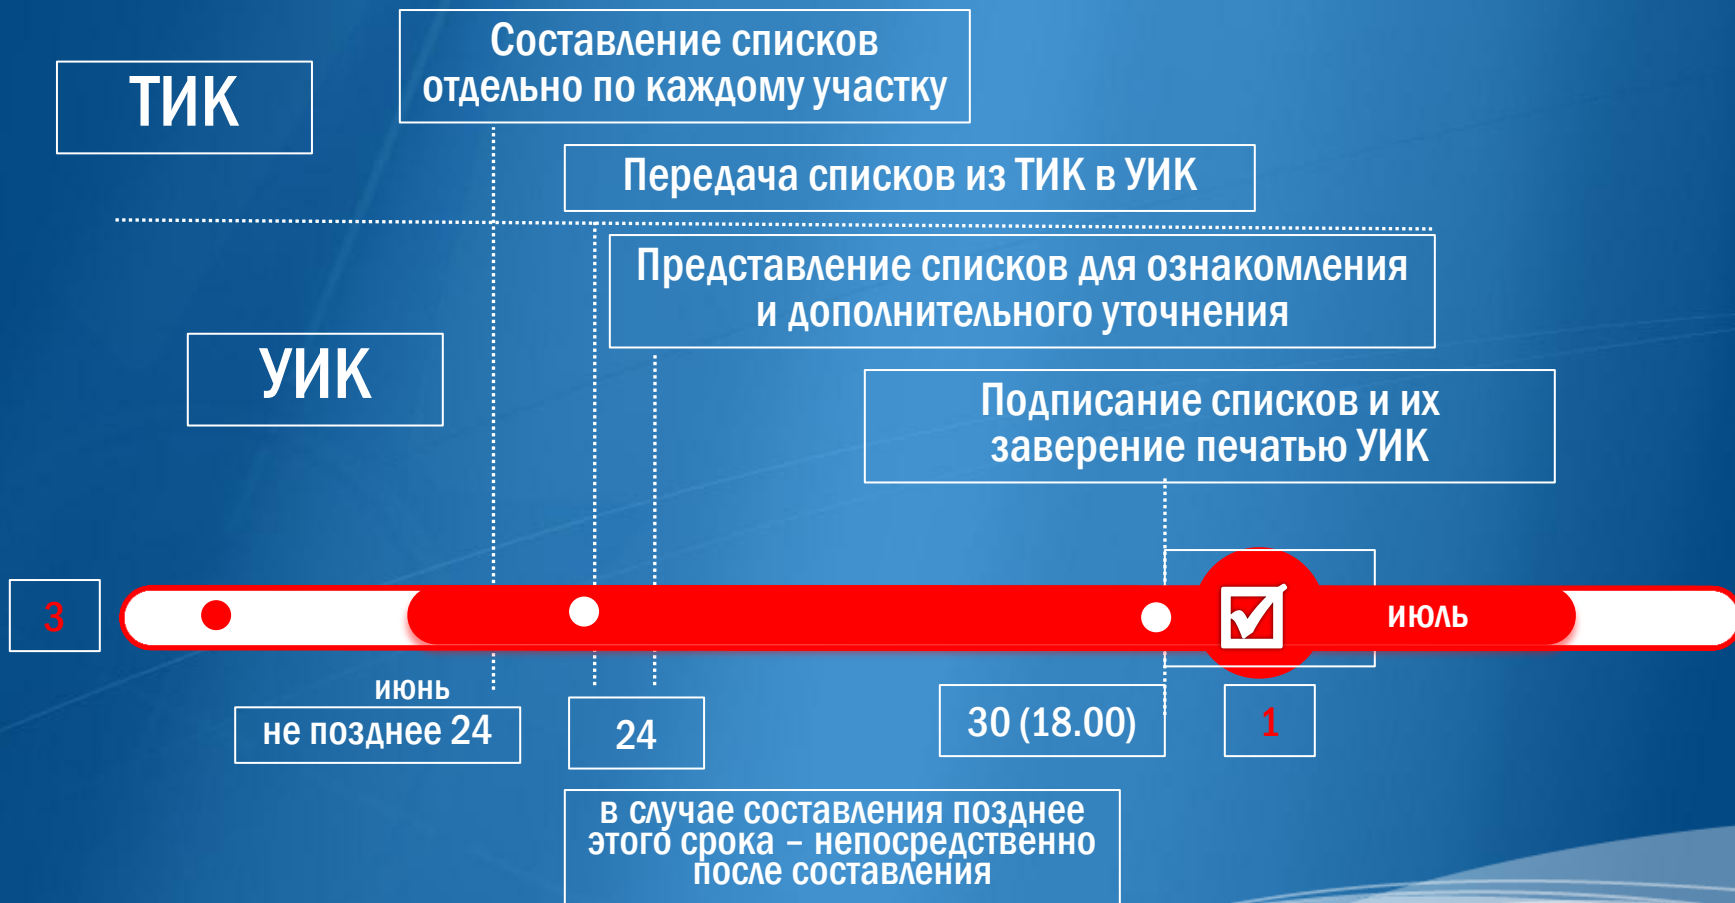 ТИК
Составление списков
отдельно по каждому участку
Передача списков из ТИК в УИК
Представление списков для ознакомления
и дополнительного уточнения
УИК
Подписание списков и их
заверение печатью УИК
3
июль
июнь
не позднее 24
24
30 (18.00)
1
в случае составления позднее
этого срока – непосредственно
после составления